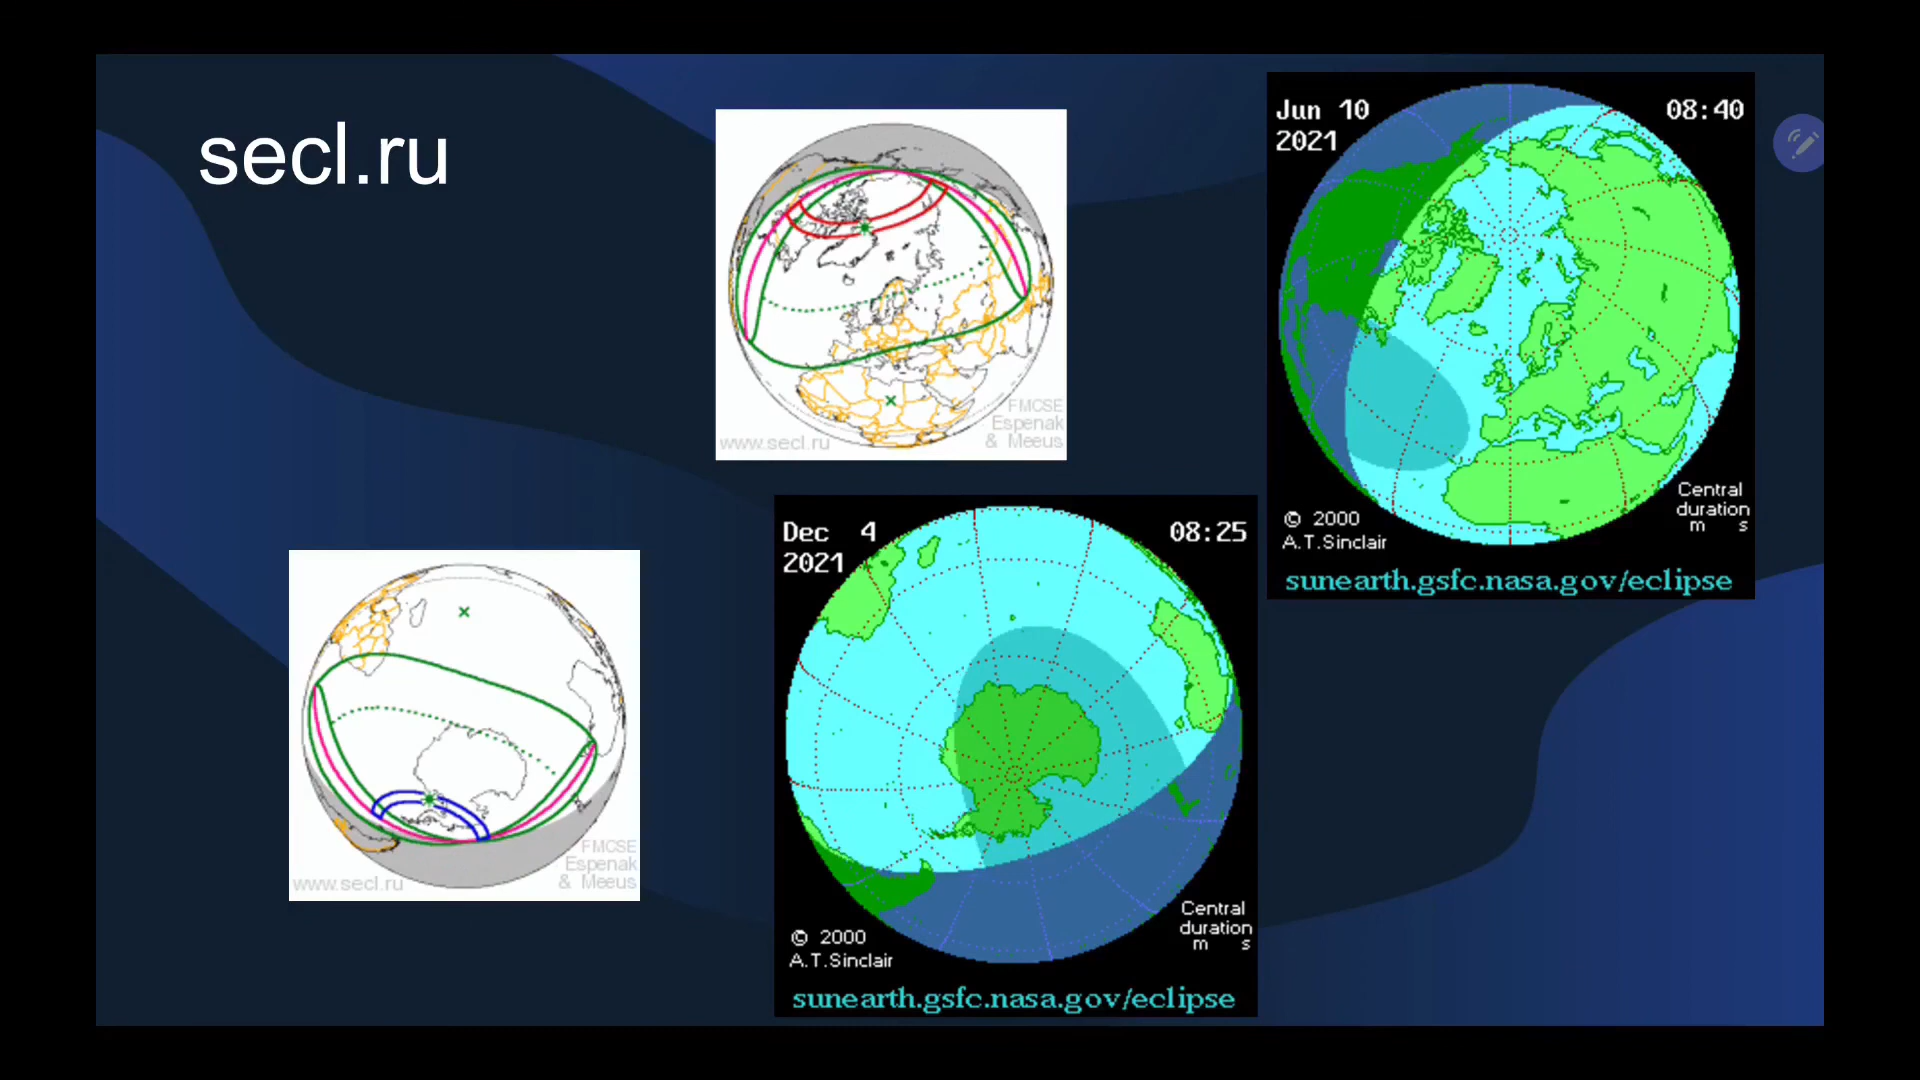 secl.ru
FMCSE
Espenak
& Meeus
www.secl.ru
Jun 10
2021
08:40
Central
duration
m s
© 2000
A.T.Sinclair
sunearth.gsfc.nasa.gov/eclipse
FMCSE
Espenak
& Meeus
www.secl.ru
Dec 4
2021
08:25
Central
duration
m s
© 2000
A.T.Sinclair
sunearth.gsfc.nasa.gov/eclipse